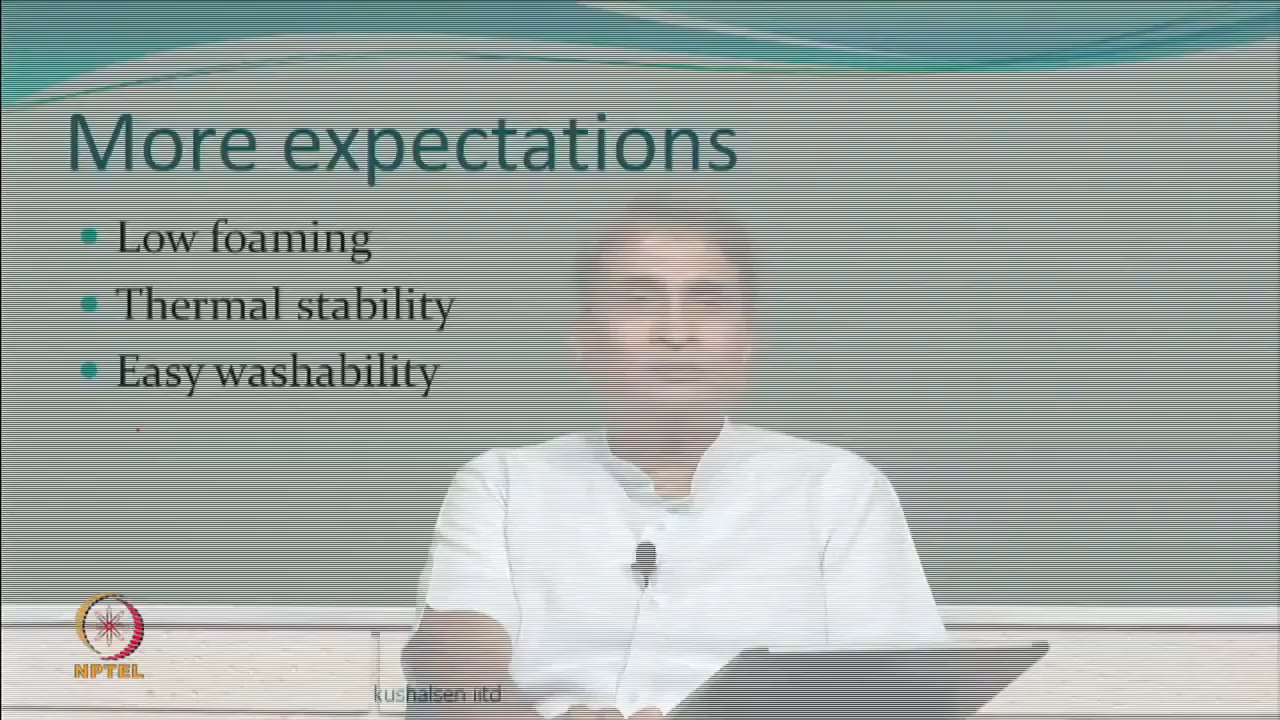 More expectations
Low foaming
Thermal stability
Easy washability
NPTEL
kushalsen iitd